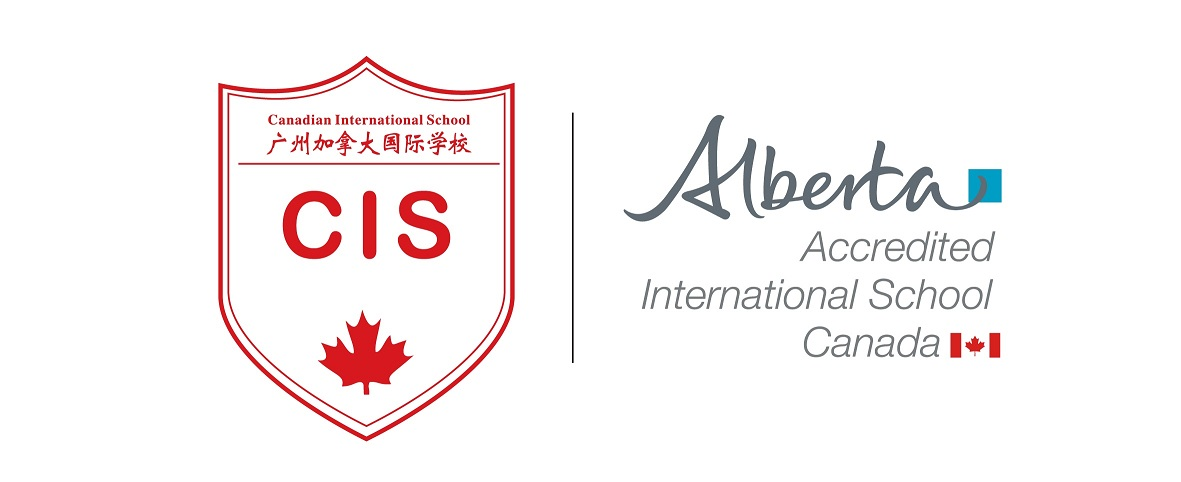 Canadian International School
广州加拿大国际学校
CIS
Alberta
Accredited
International School
Canada